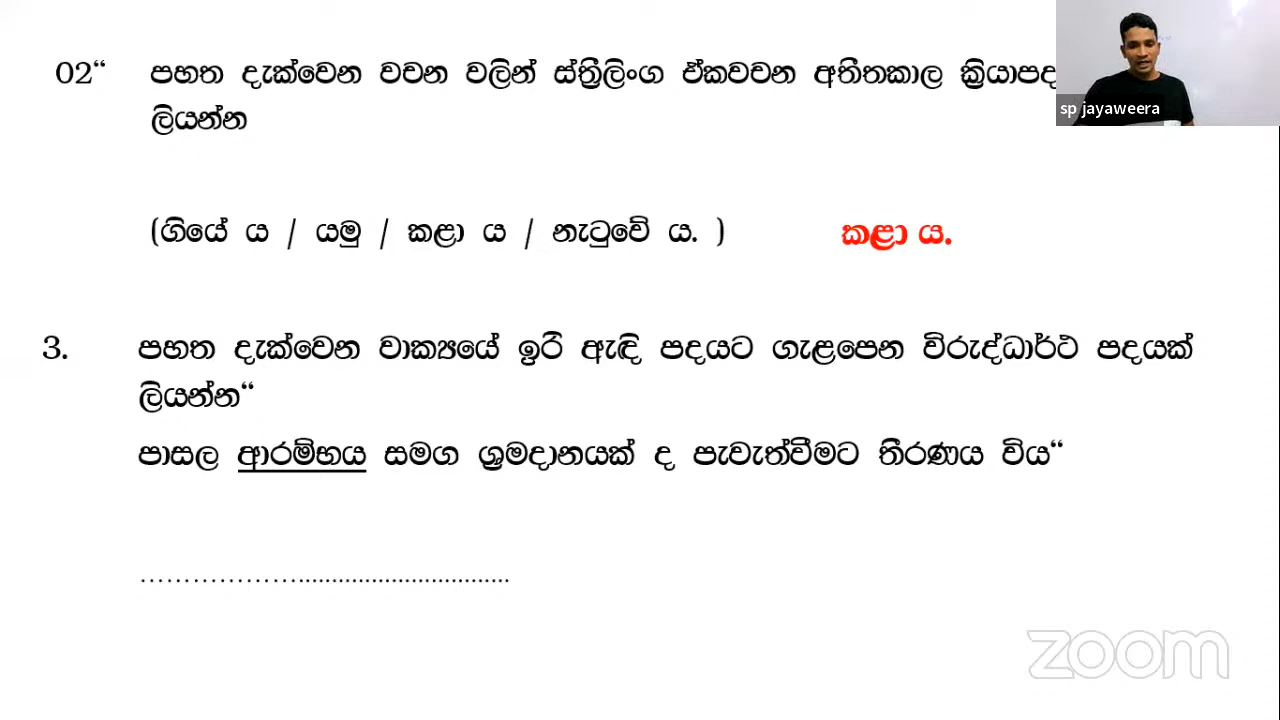 02“ පහත දැක්වෙන වචන වලින් ස්ත්‍රීලිංග ඒකවචන අතීතකාල ක්‍රියාපද
ලියන්න
sp jayaweera
(ගියේ ය / යමු / කළා ය / නැටුවේ ය. ) කළා ය.
3. පහත දැක්වෙන වාක්‍යයේ ඉරි ඇඳි පදයට ගැළපෙන විරුද්ධාර්ථ පදයක්
ලියන්න“
පාසල ආරම්භය සමග ශ්‍රමදානයක් ද පැවැත්වීමට තීරණය විය“
………………................................
zoom